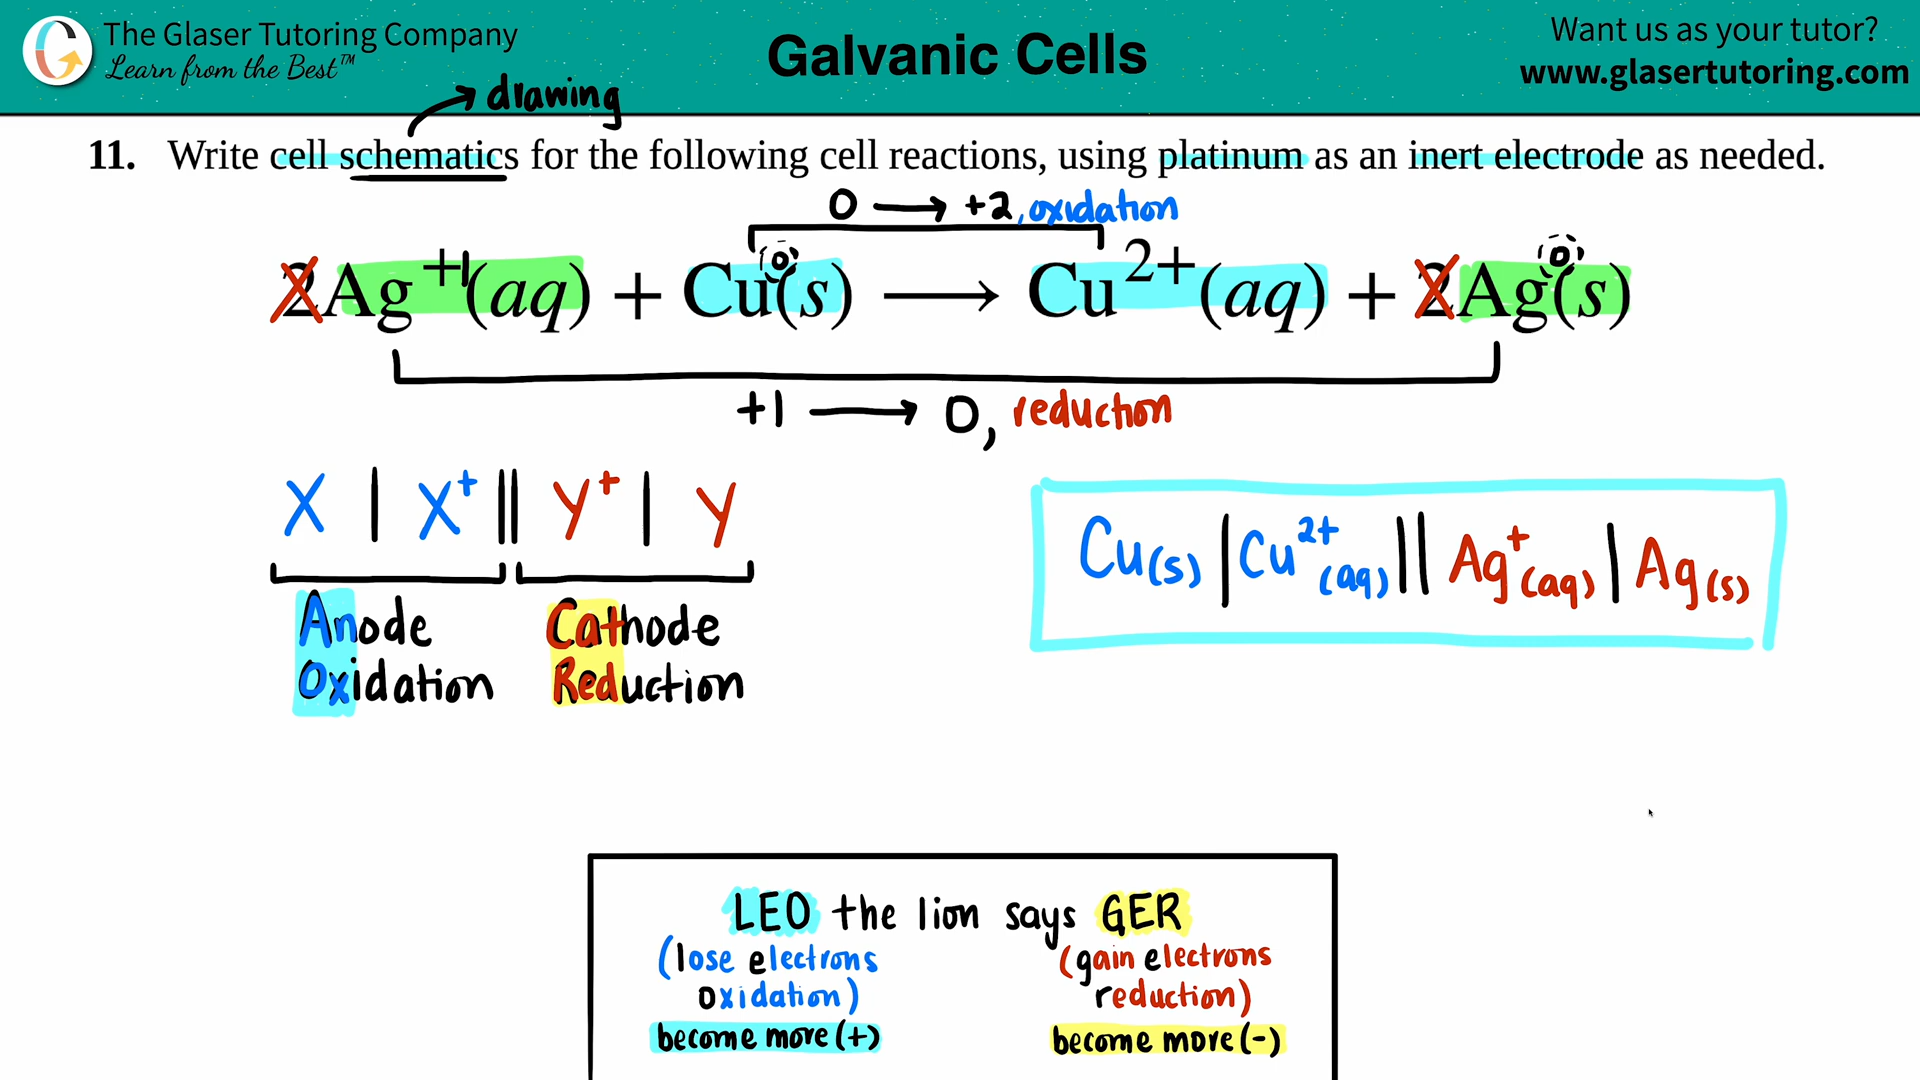 The Glaser Tutoring Company
Learn from the Best™
Galvanic Cells
Want us as your tutor?
www.glasertutoring.com
drawing
11. Write cell schematics for the following cell reactions, using platinum as an inert electrode as needed.
0 ⟶ +2, oxidation
2Ag⁺¹(aq) + Cu⁽⁰⁾(s) ⟶ Cu²⁺(aq) + 2Ag⁽⁰⁾(s)
+1 ⟶ 0, reduction
X | X⁺ || Y⁺ | Y
Anode Cathode
Oxidation Reduction
Cu(s) | Cu²⁺(aq) || Ag⁺(aq) | Ag(s)
LEO the lion says GER
(lose electrons (gain electrons
oxidation) reduction)
become more (+) become more (-)